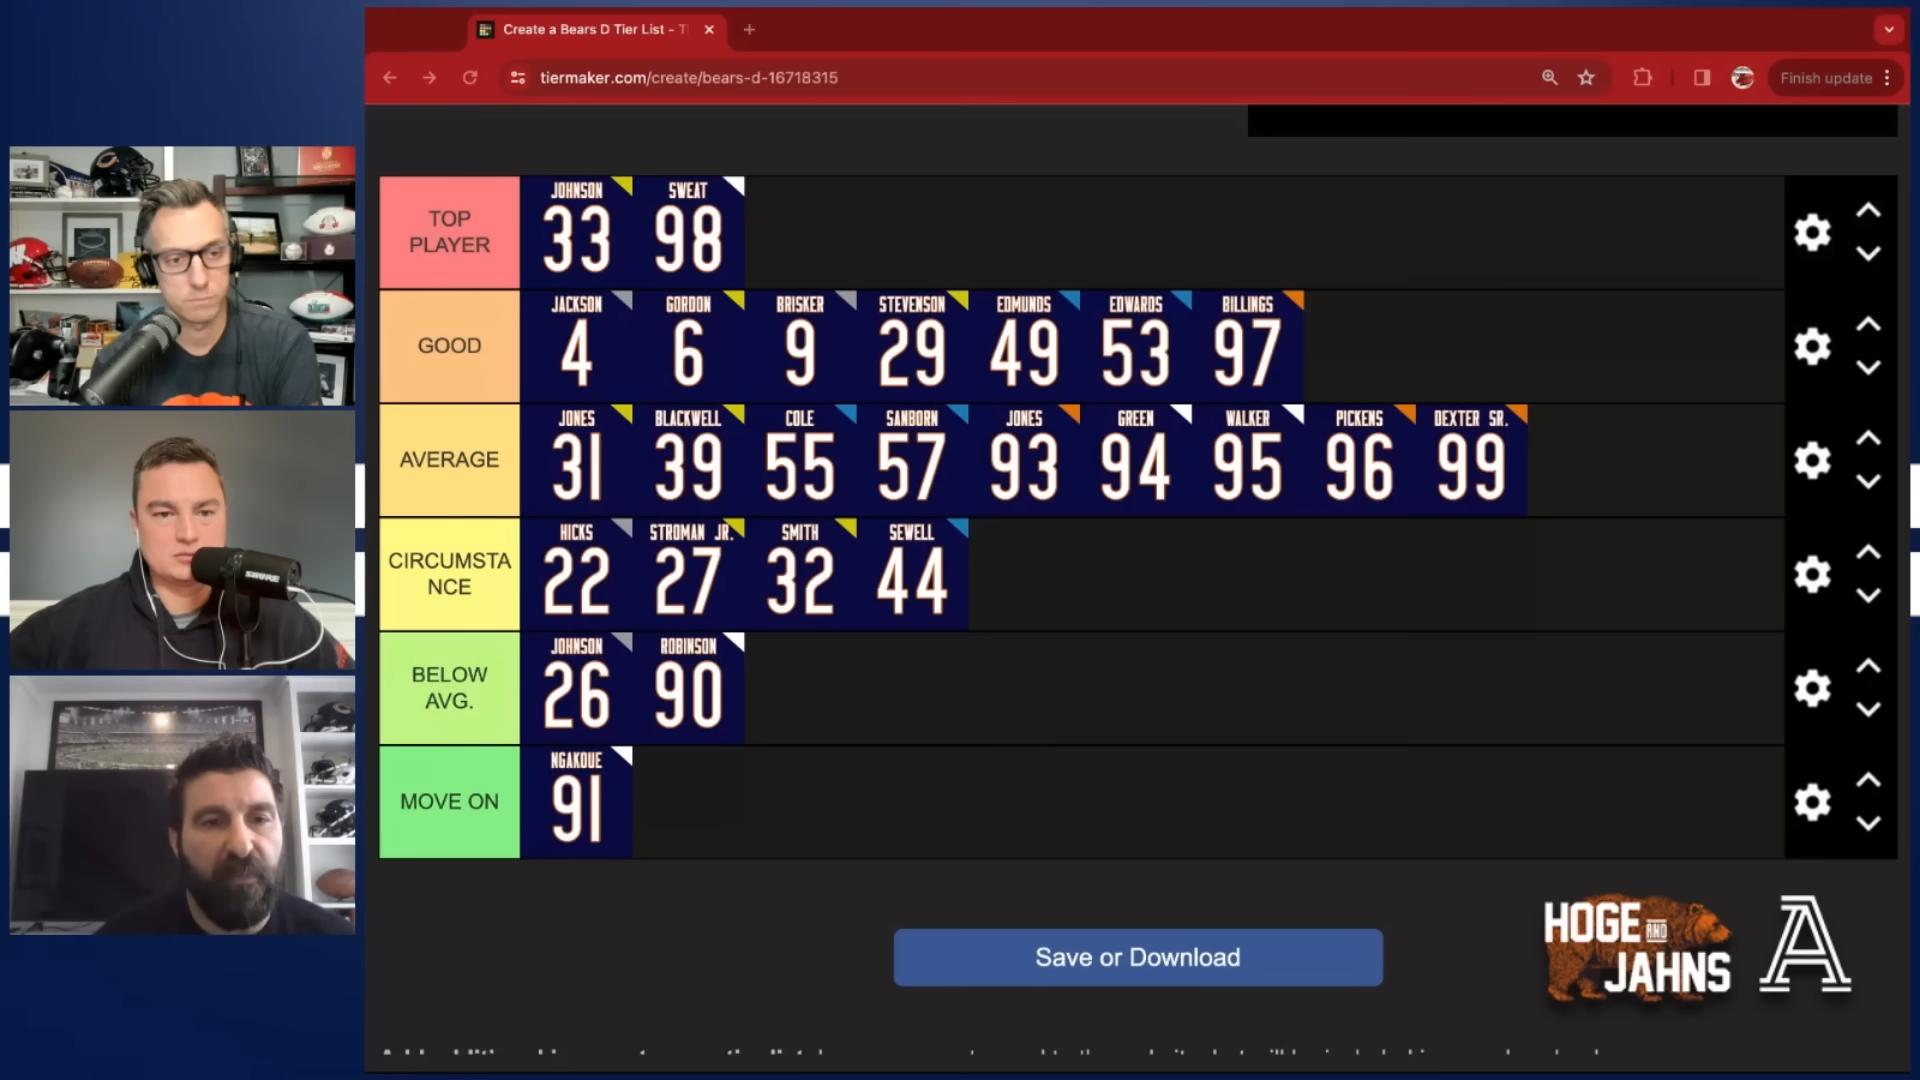 Create a Bears D Tier List - T
tiermaker.com/create/bears-d-16718315
Finish update
TOP
PLAYER
JOHNSON SWEAT
33 98
GOOD
JACKSON GORDON BRISKER STEVENSON EDMUNDS EDWARDS BILLINGS
4 6 9 29 49 53 97
AVERAGE
JONES BLACKWELL COLE SANBORN JONES GREEN WALKER PICKENS DEXTER SR.
31 39 55 57 93 94 95 96 99
CIRCUMSTA
NCE
HICKS STROMAN JR. SMITH SEWELL
22 27 32 44
BELOW
AVG.
JOHNSON ROBINSON
26 90
MOVE ON
NGAKOUE
91
Save or Download
HOGE AND
JAHNS
A
SHURE